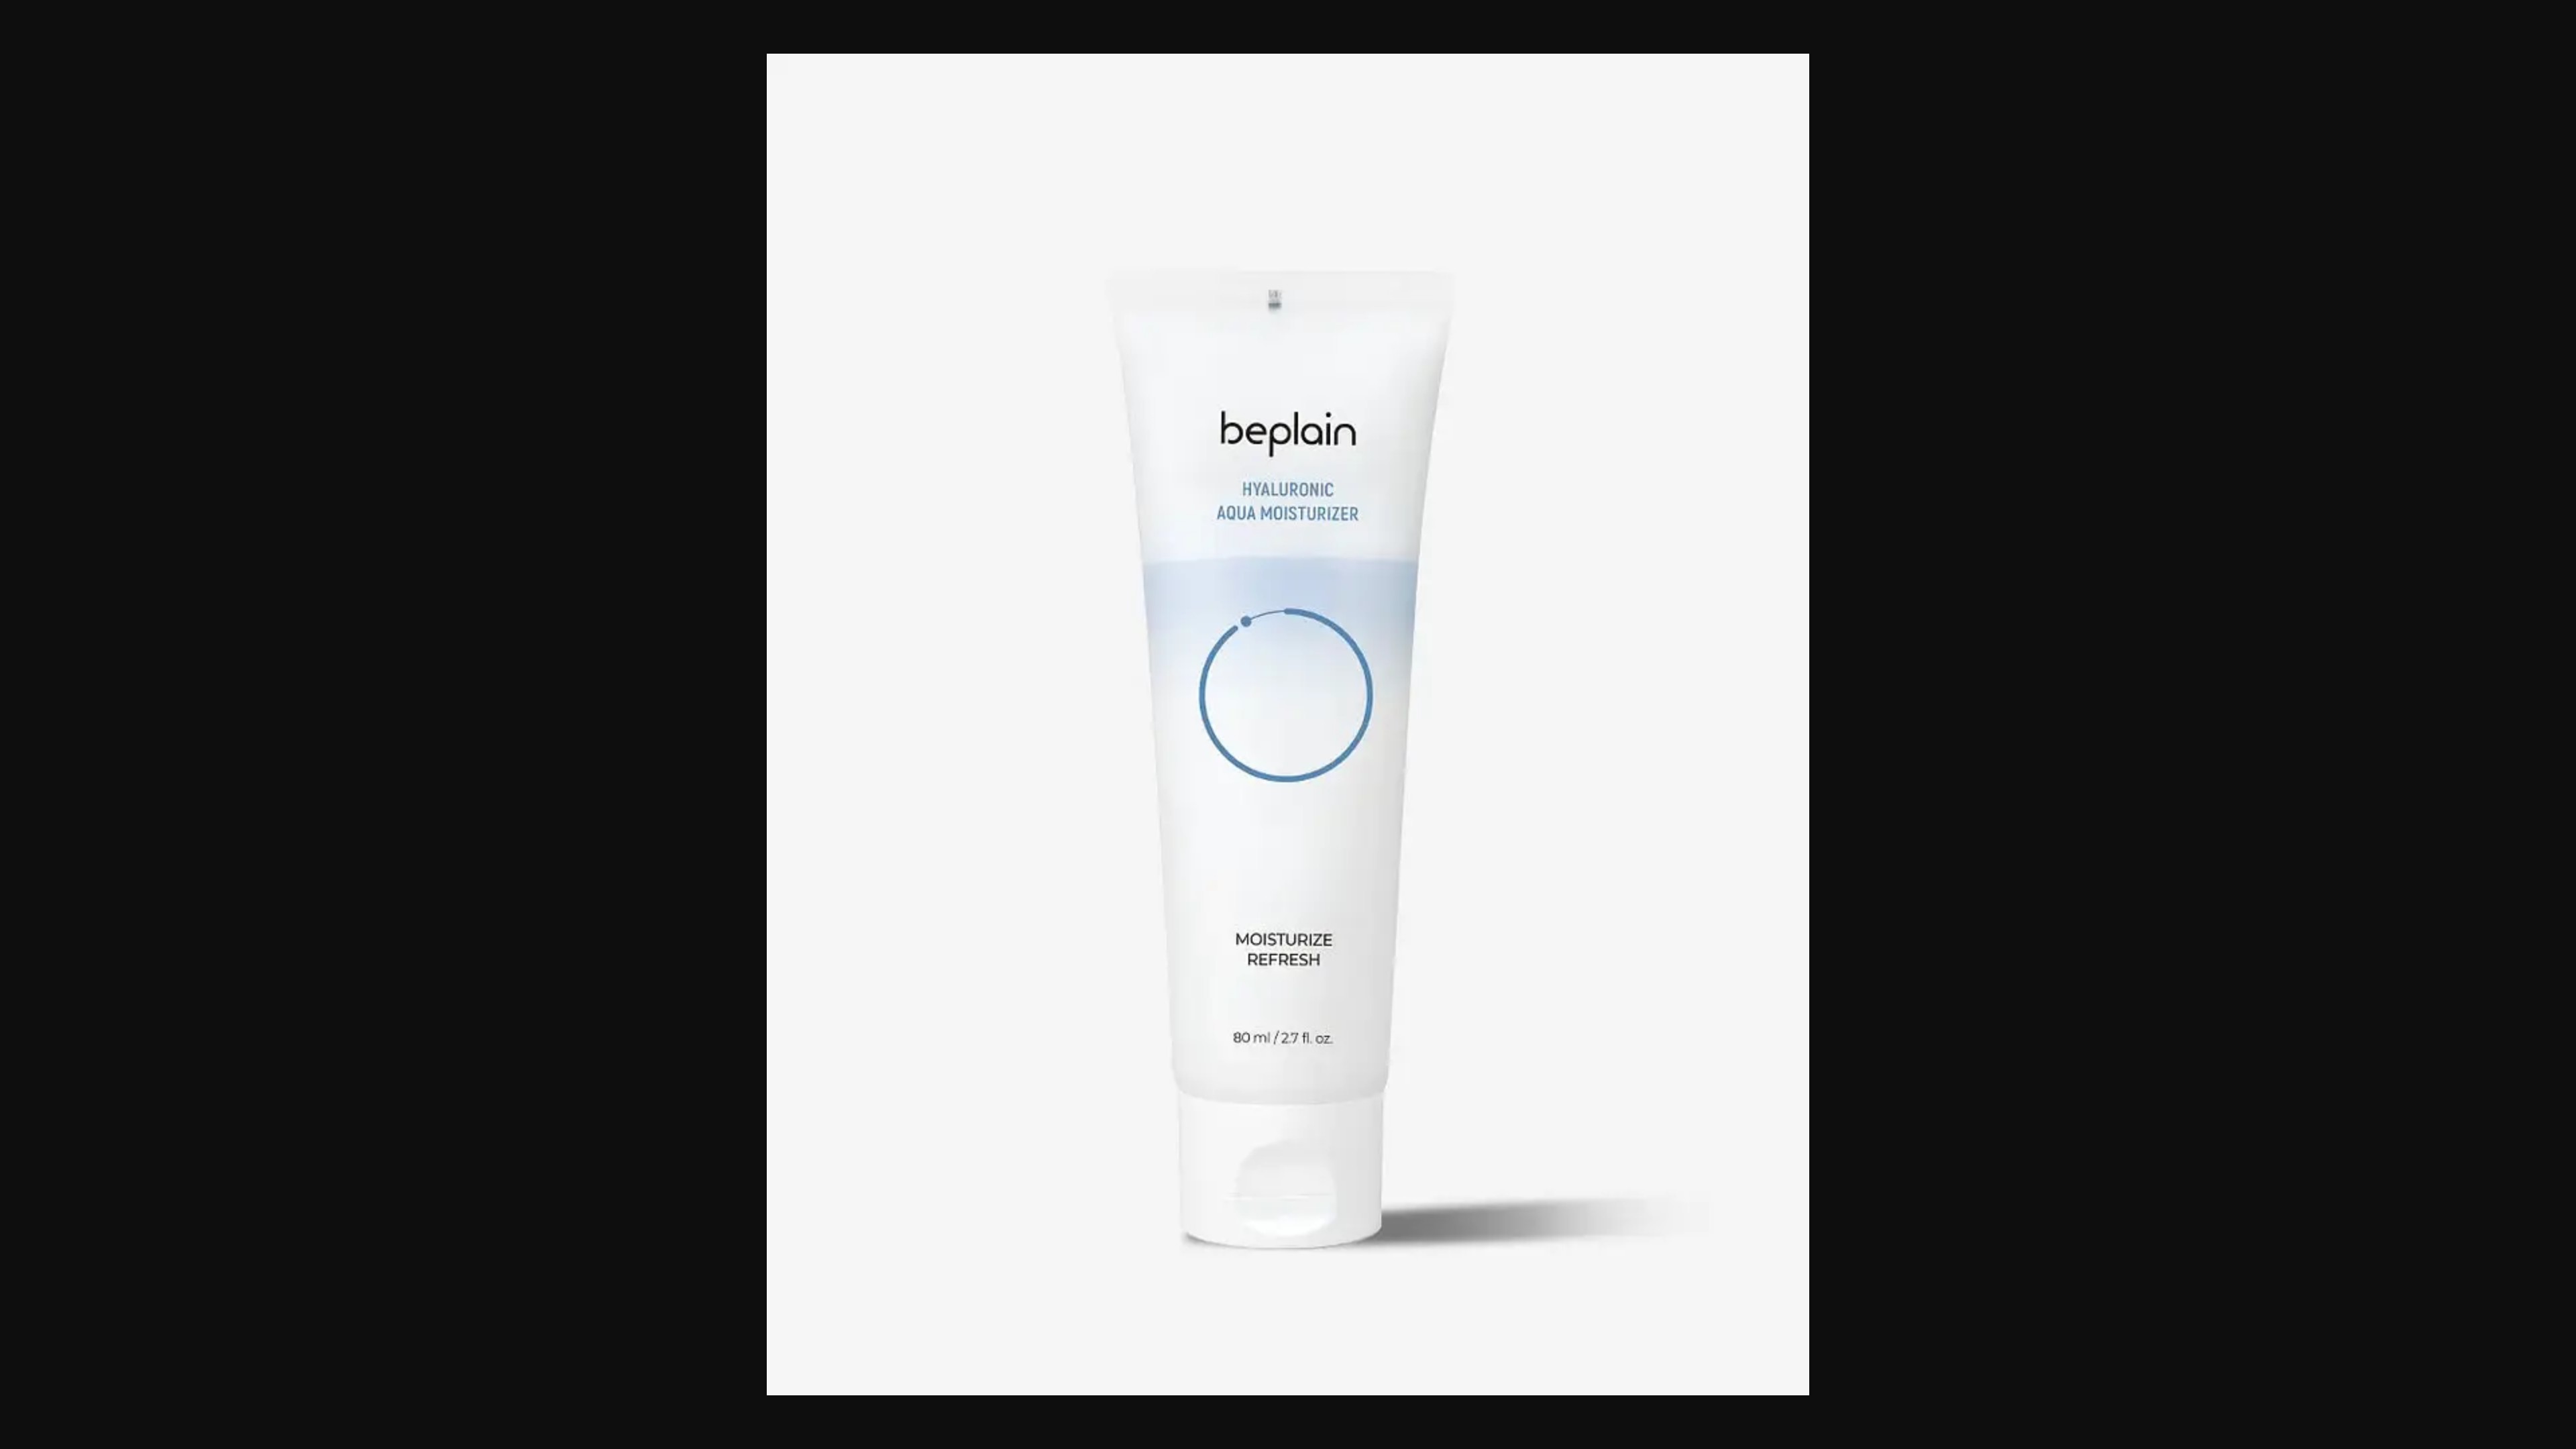 beplain
HYALURONIC
AQUA MOISTURIZER
MOISTURIZE
REFRESH
80 ml / 2.7 fl. oz.